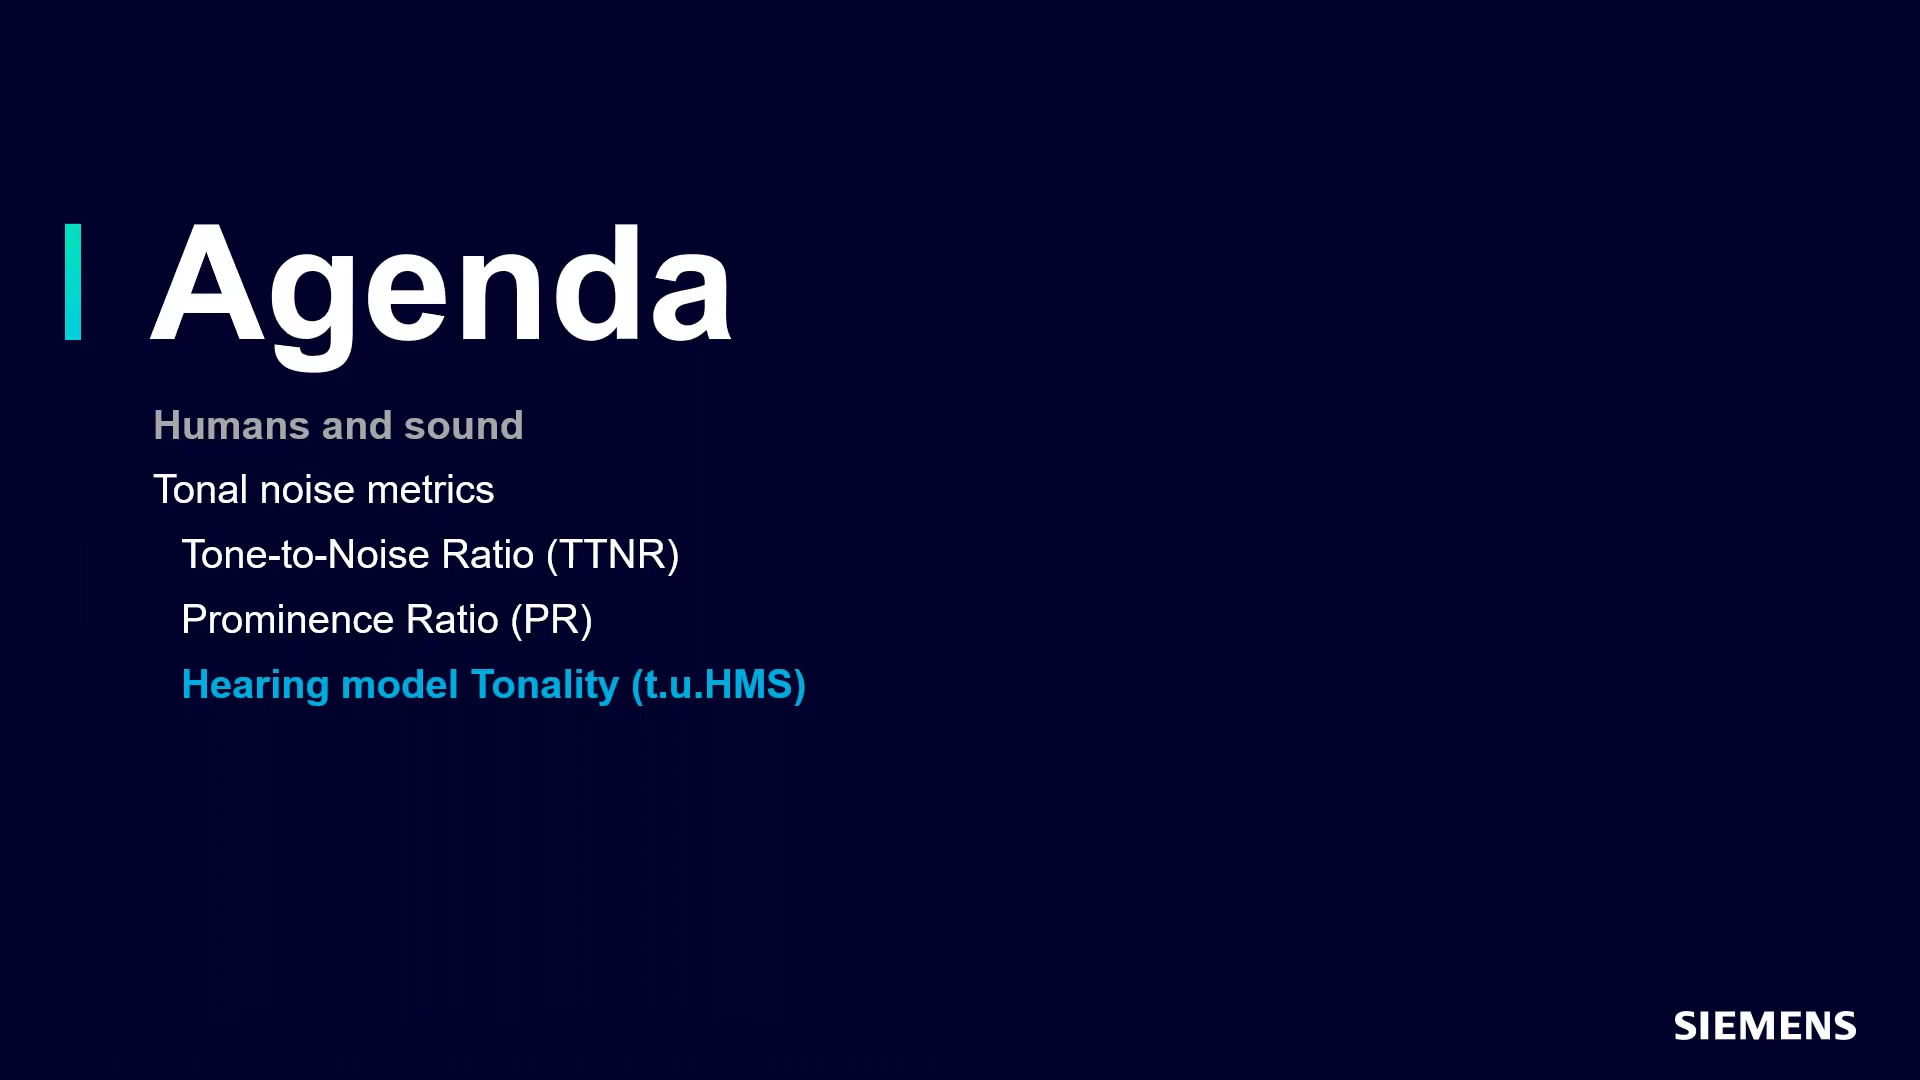 Agenda
Humans and sound
Tonal noise metrics
Tone-to-Noise Ratio (TTNR)
Prominence Ratio (PR)
Hearing model Tonality (t.u.HMS)
SIEMENS